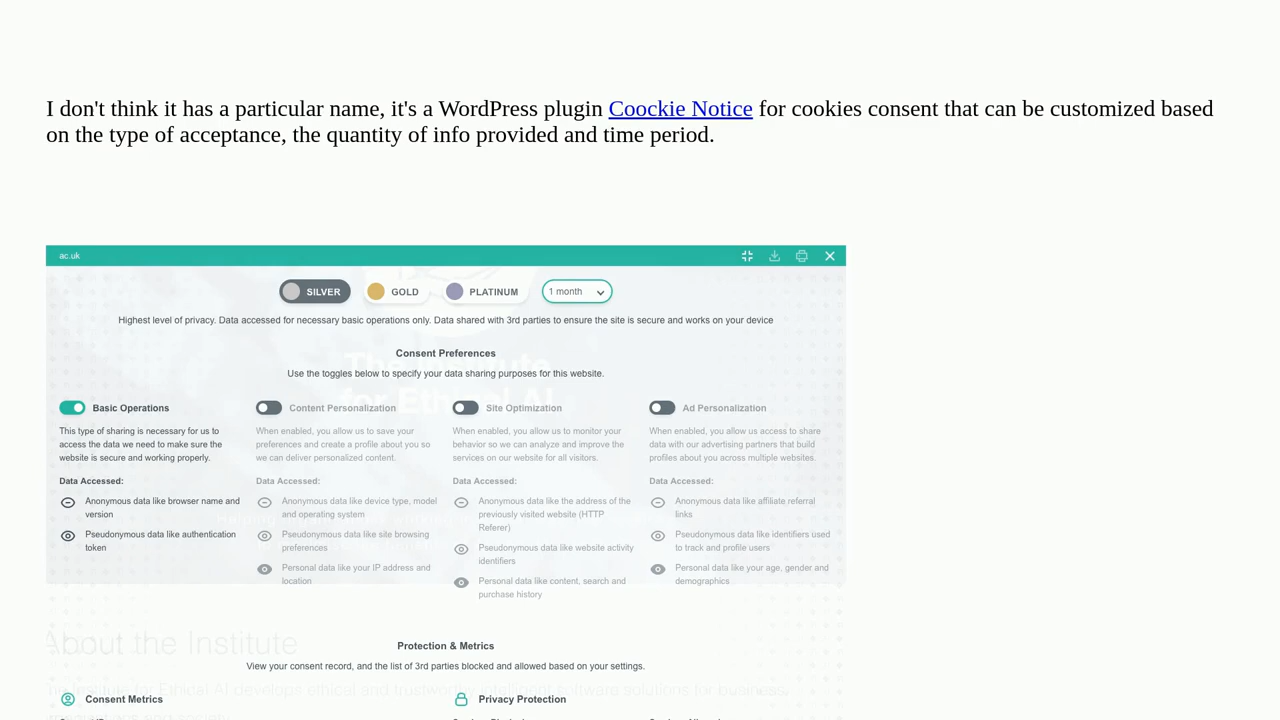 I don't think it has a particular name, it's a WordPress plugin Coockie Notice for cookies consent that can be customized based
on the type of acceptance, the quantity of info provided and time period.
ac.uk
SILVER GOLD PLATINUM 1 month
Highest level of privacy. Data accessed for necessary basic operations only. Data shared with 3rd parties to ensure the site is secure and works on your device
Consent Preferences
Use the toggles below to specify your data sharing purposes for this website.
Basic Operations
This type of sharing is necessary for us to
access the data we need to make sure the
website is secure and working properly.
Data Accessed:
Anonymous data like browser name and
version
Pseudonymous data like authentication
token
Content Personalization
When enabled, you allow us to save your
preferences and create a profile about you so
we can deliver personalized content.
Data Accessed:
Anonymous data like device type, model
and operating system
Pseudonymous data like site browsing
preferences
Personal data like your IP address and
location
Site Optimization
When enabled, you allow us to monitor your
behavior so we can analyze and improve the
services on our website for all visitors.
Data Accessed:
Anonymous data like the address of the
previously visited website (HTTP
Referer)
Pseudonymous data like website activity
identifiers
Personal data like content, search and
purchase history
Ad Personalization
When enabled, you allow us access to share
data with our advertising partners that build
profiles about you across multiple websites.
Data Accessed:
Anonymous data like affiliate referral
links
Pseudonymous data like identifiers used
to track and profile users
Personal data like your age, gender and
demographics
About the Institute
Protection & Metrics
View your consent record, and the list of 3rd parties blocked and allowed based on your settings.
The Institute for Ethical AI develops ethical and trustworthy intelligent software solutions for business,
Consent Metrics
Privacy Protection